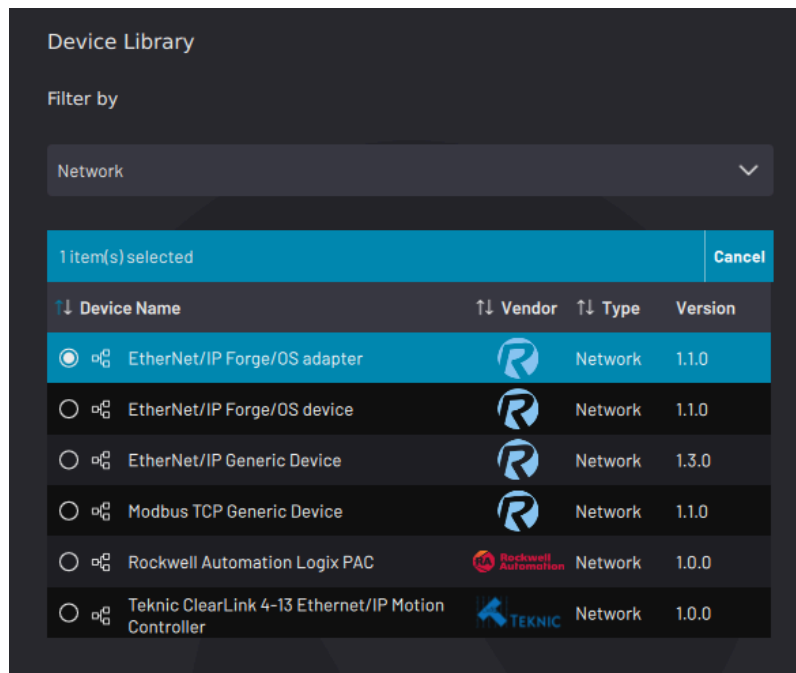 Device Library
Filter by
Network
1 item(s) selected Cancel
↑↓ Device Name ↑↓ Vendor ↑↓ Type Version
EtherNet/IP Forge/OS adapter R Network 1.1.0
EtherNet/IP Forge/OS device R Network 1.1.0
EtherNet/IP Generic Device R Network 1.3.0
Modbus TCP Generic Device R Network 1.1.0
Rockwell Automation Logix PAC RA Rockwell Automation Network 1.0.0
Teknic ClearLink 4-13 Ethernet/IP Motion
Controller TEKNIC Network 1.0.0